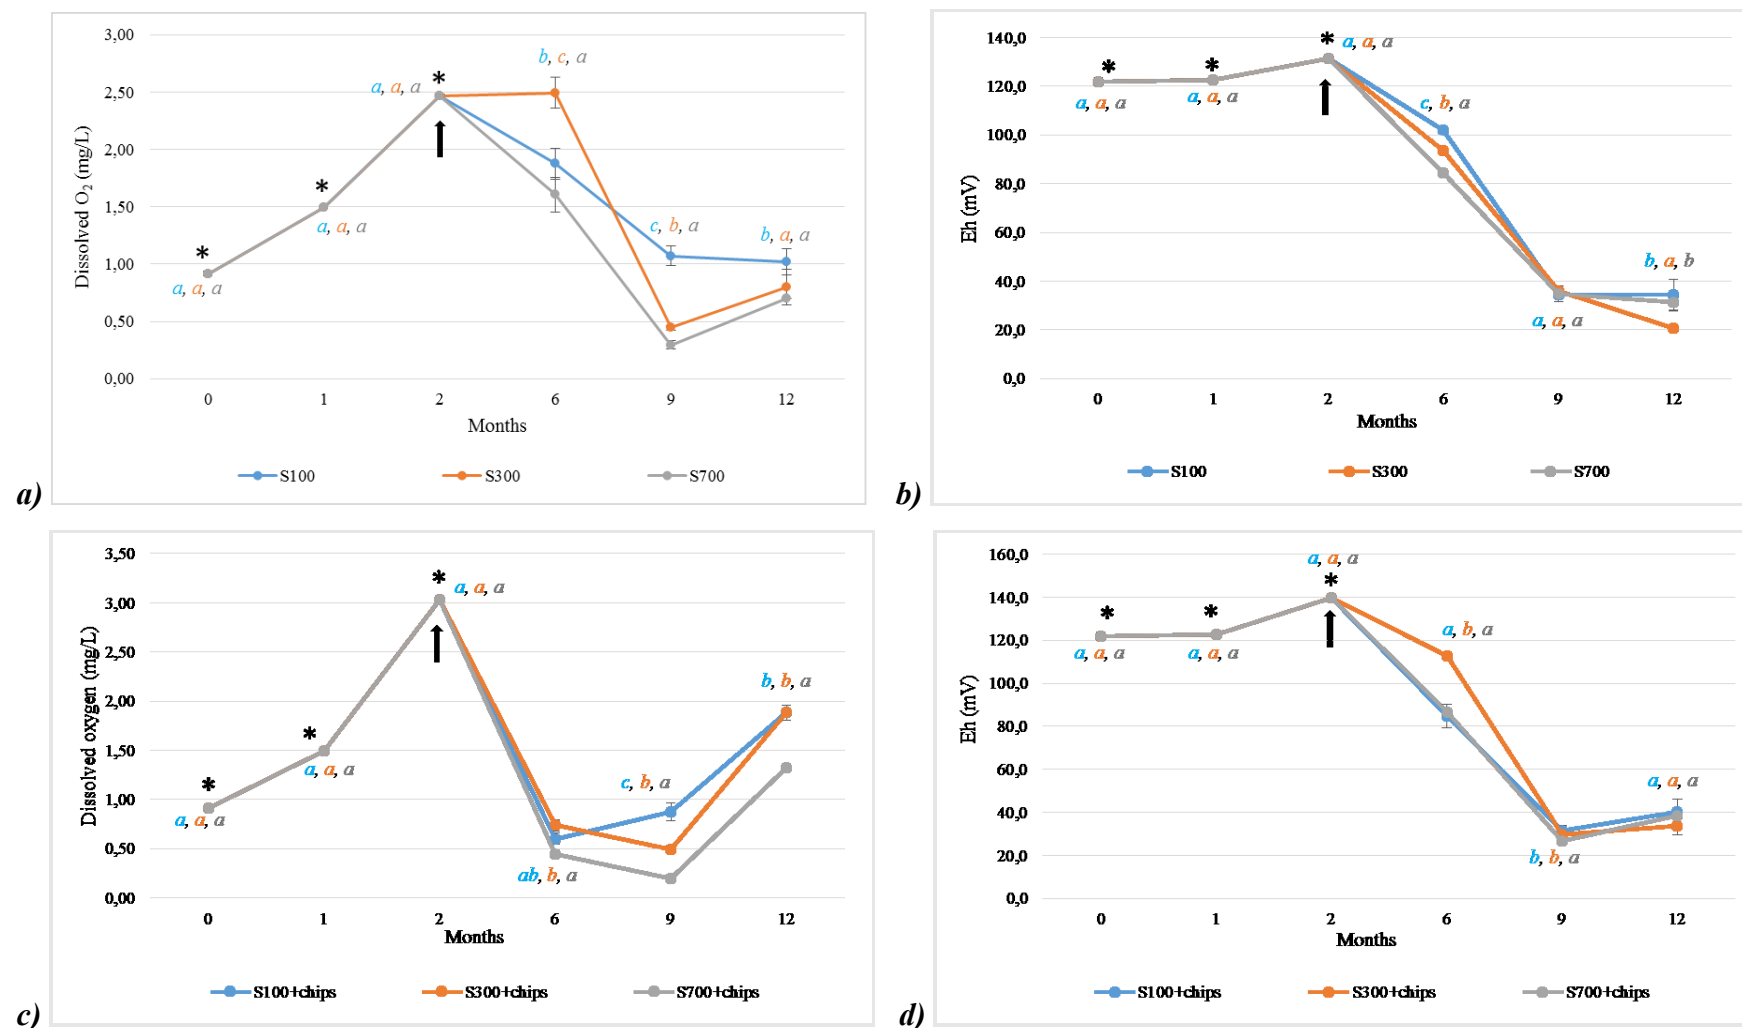 3,00
2,50
2,00
1,50
1,00
0,50
0,00
Dissolved O2 (mg/L)
*
*
*
a, a, a
a, a, a
a, a, a
b, c, a
c, b, a
b, a, a
0 1 2 6 9 12
Months
S100 S300 S700
a)
140,0
120,0
100,0
80,0
60,0
40,0
20,0
0,0
Eh (mV)
*
*
*
a, a, a
a, a, a
a, a, a
c, b, a
a, a, a
b, a, b
0 1 2 6 9 12
Months
S100 S300 S700
b)
3,50
3,00
2,50
2,00
1,50
1,00
0,50
0,00
Dissolved oxygen (mg/L)
*
*
*
a, a, a
a, a, a
a, a, a
ab, b, a
c, b, a
b, b, a
0 1 2 6 9 12
Months
S100+chips S300+chips S700+chips
c)
160,0
140,0
120,0
100,0
80,0
60,0
40,0
20,0
0,0
Eh (mV)
*
*
*
a, a, a
a, a, a
a, a, a
a, b, a
b, b, a
a, a, a
0 1 2 6 9 12
Months
S100+chips S300+chips S700+chips
d)